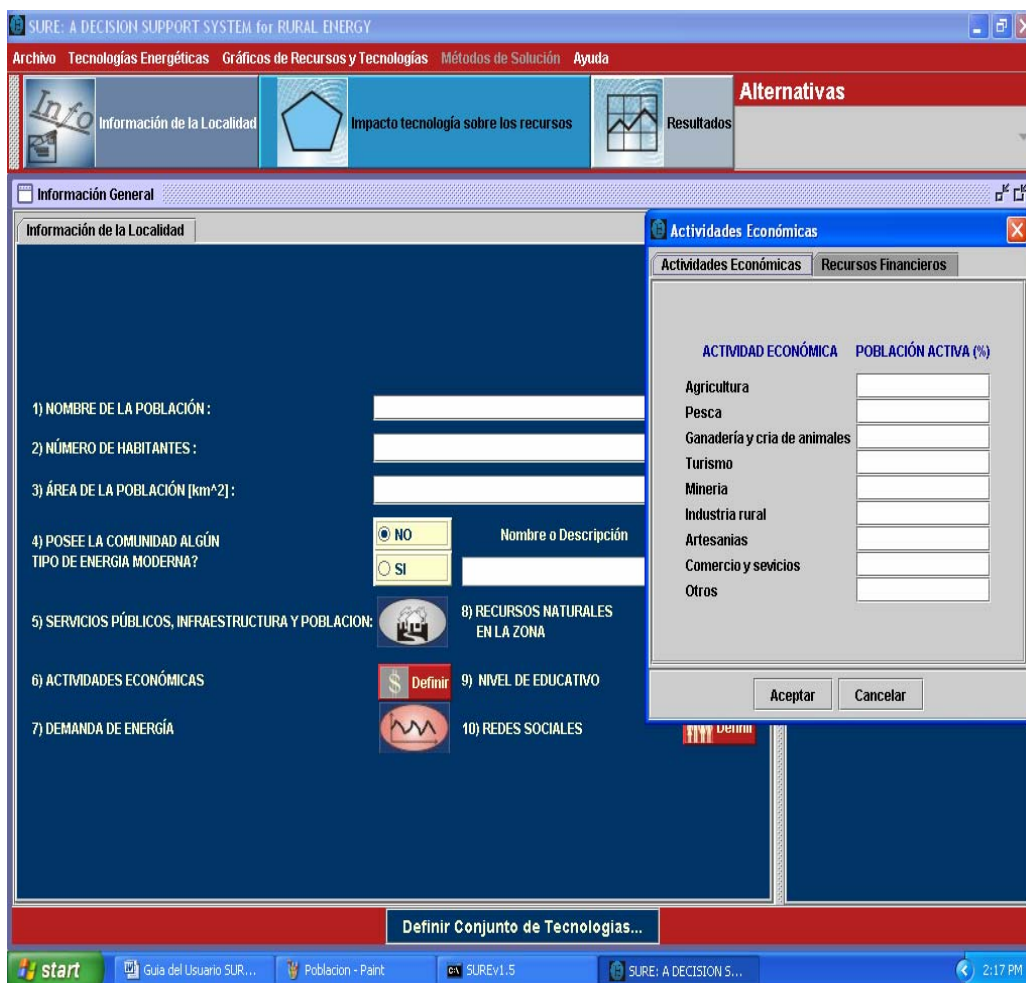 SURE: A DECISION SUPPORT SYSTEM for RURAL ENERGY
Archivo Tecnologías Energéticas Gráficos de Recursos y Tecnologías Métodos de Solución Ayuda
Info
Información de la Localidad
Impacto tecnología sobre los recursos
Resultados
Alternativas
Información General
Información de la Localidad
1) NOMBRE DE LA POBLACIÓN :
2) NÚMERO DE HABITANTES :
3) ÁREA DE LA POBLACIÓN [km^2] :
4) POSEE LA COMUNIDAD ALGÚN
TIPO DE ENERGIA MODERNA?
NO
SI
Nombre o Descripción
5) SERVICIOS PÚBLICOS, INFRAESTRUCTURA Y POBLACION:
8) RECURSOS NATURALES
EN LA ZONA
6) ACTIVIDADES ECONÓMICAS
$ Definir
9) NIVEL DE EDUCATIVO
7) DEMANDA DE ENERGÍA
10) REDES SOCIALES
Definir
Actividades Económicas
Actividades Económicas Recursos Financieros
ACTIVIDAD ECONÓMICA POBLACIÓN ACTIVA (%)
Agricultura
Pesca
Ganadería y cria de animales
Turismo
Mineria
Industria rural
Artesanias
Comercio y sevicios
Otros
Aceptar Cancelar
Definir Conjunto de Tecnologias...
start
Guia del Usuario SUR...
Poblacion - Paint
SUREv1.5
SURE: A DECISION S...
2:17 PM